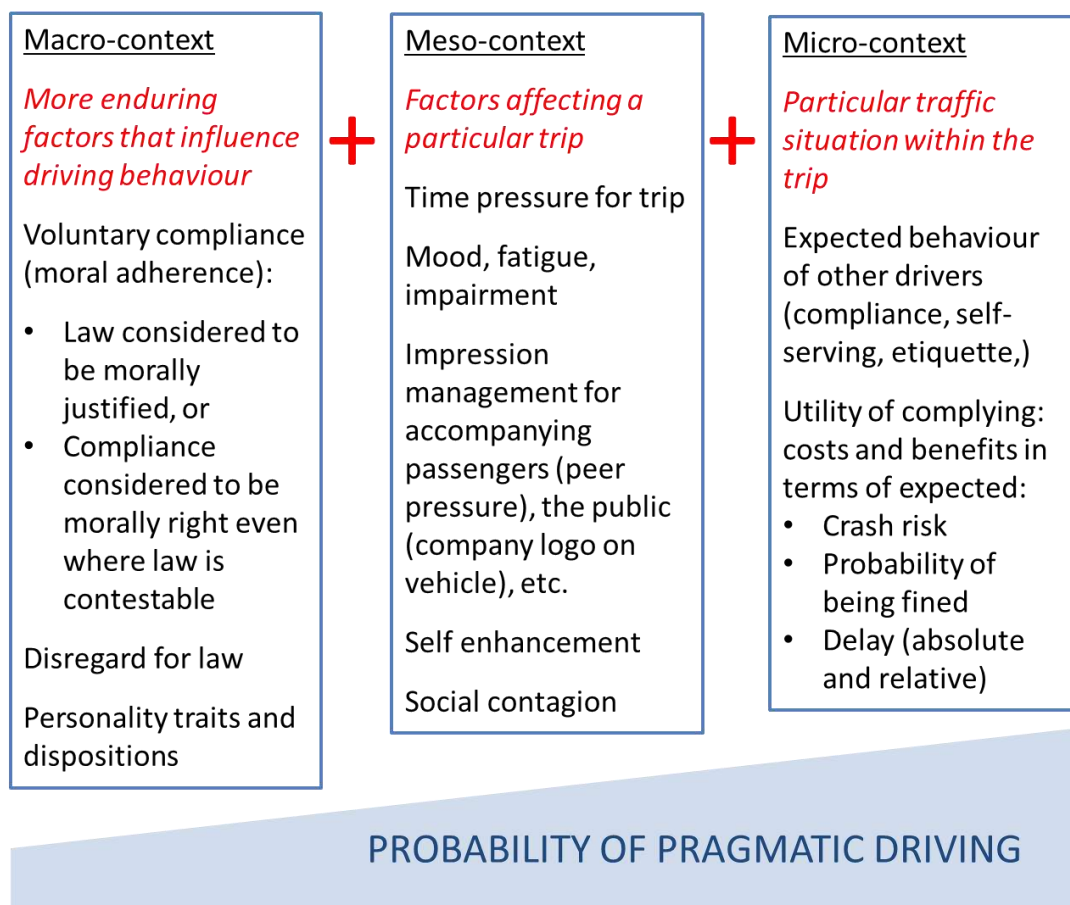 Macro-context
More enduring
factors that influence
driving behaviour
Voluntary compliance
(moral adherence):
• Law considered to
be morally
justified, or
• Compliance
considered to be
morally right even
where law is
contestable
Disregard for law
Personality traits and
dispositions
+
Meso-context
Factors affecting a
particular trip
Time pressure for trip
Mood, fatigue,
impairment
Impression
management for
accompanying
passengers (peer
pressure), the public
(company logo on
vehicle), etc.
Self enhancement
Social contagion
+
Micro-context
Particular traffic
situation within the
trip
Expected behaviour
of other drivers
(compliance, self-
serving, etiquette,)
Utility of complying:
costs and benefits in
terms of expected:
• Crash risk
• Probability of
being fined
• Delay (absolute
and relative)
PROBABILITY OF PRAGMATIC DRIVING